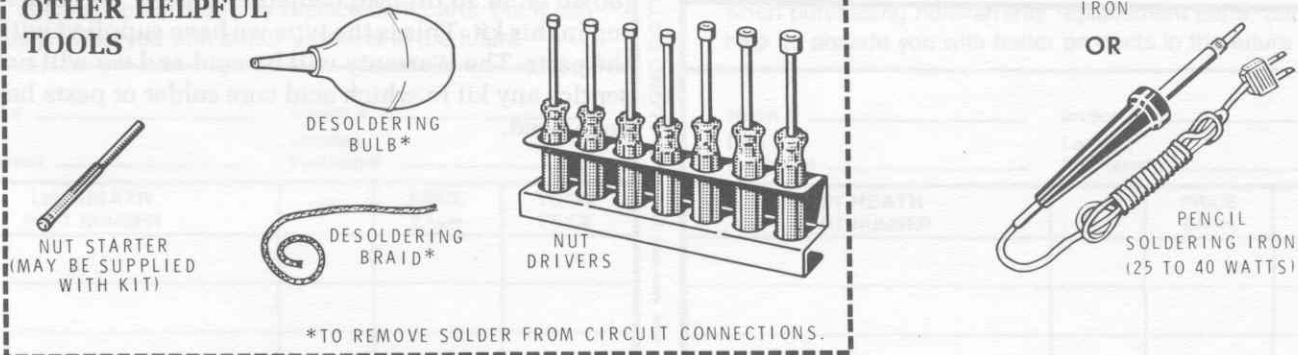 OTHER HELPFUL
TOOLS
DESOLDERING
BULB*
NUT STARTER
(MAY BE SUPPLIED
WITH KIT)
DESOLDERING
BRAID*
NUT
DRIVERS
*TO REMOVE SOLDER FROM CIRCUIT CONNECTIONS.
IRON
OR
PENCIL
SOLDERING IRON
(25 TO 40 WATTS)